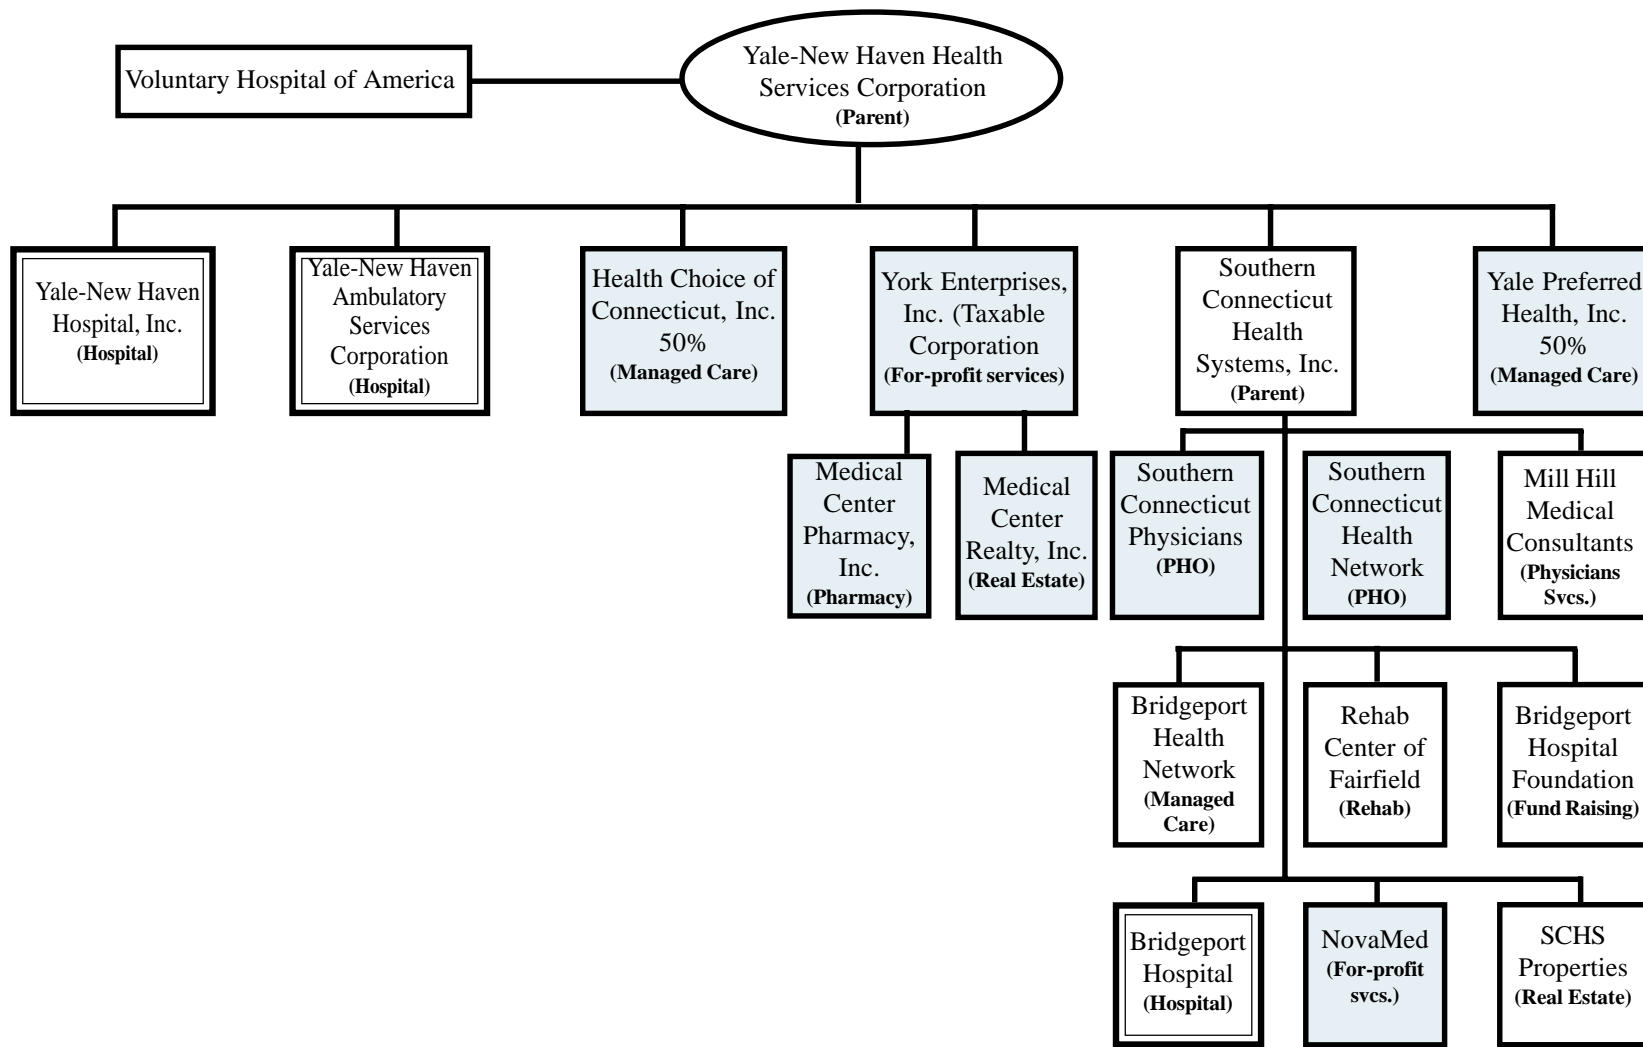 Voluntary Hospital of America
Yale-New Haven Health
Services Corporation
(Parent)
Yale-New Haven
Hospital, Inc.
(Hospital)
Yale-New Haven
Ambulatory
Services
Corporation
(Hospital)
Health Choice of
Connecticut, Inc.
50%
(Managed Care)
York Enterprises,
Inc. (Taxable
Corporation
(For-profit services)
Southern
Connecticut
Health
Systems, Inc.
(Parent)
Yale Preferred
Health, Inc.
50%
(Managed Care)
Medical
Center
Pharmacy,
Inc.
(Pharmacy)
Medical
Center
Realty, Inc.
(Real Estate)
Southern
Connecticut
Physicians
(PHO)
Southern
Connecticut
Health
Network
(PHO)
Mill Hill
Medical
Consultants
(Physicians
Svcs.)
Bridgeport
Health
Network
(Managed
Care)
Rehab
Center of
Fairfield
(Rehab)
Bridgeport
Hospital
Foundation
(Fund Raising)
Bridgeport
Hospital
(Hospital)
NovaMed
(For-profit
svcs.)
SCHS
Properties
(Real Estate)